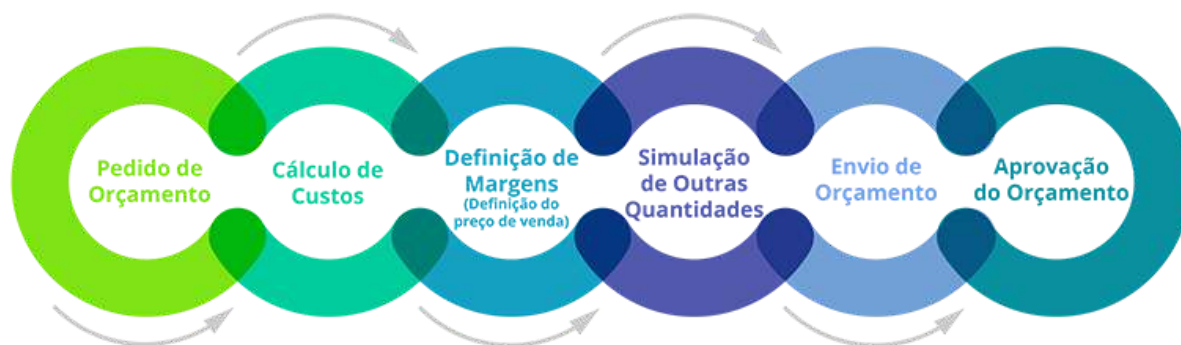 Pedido de
Orçamento
Cálculo de
Custos
Definição de
Margens
(Definição do
preço de venda)
Simulação
de Outras
Quantidades
Envio de
Orçamento
Aprovação
do Orçamento